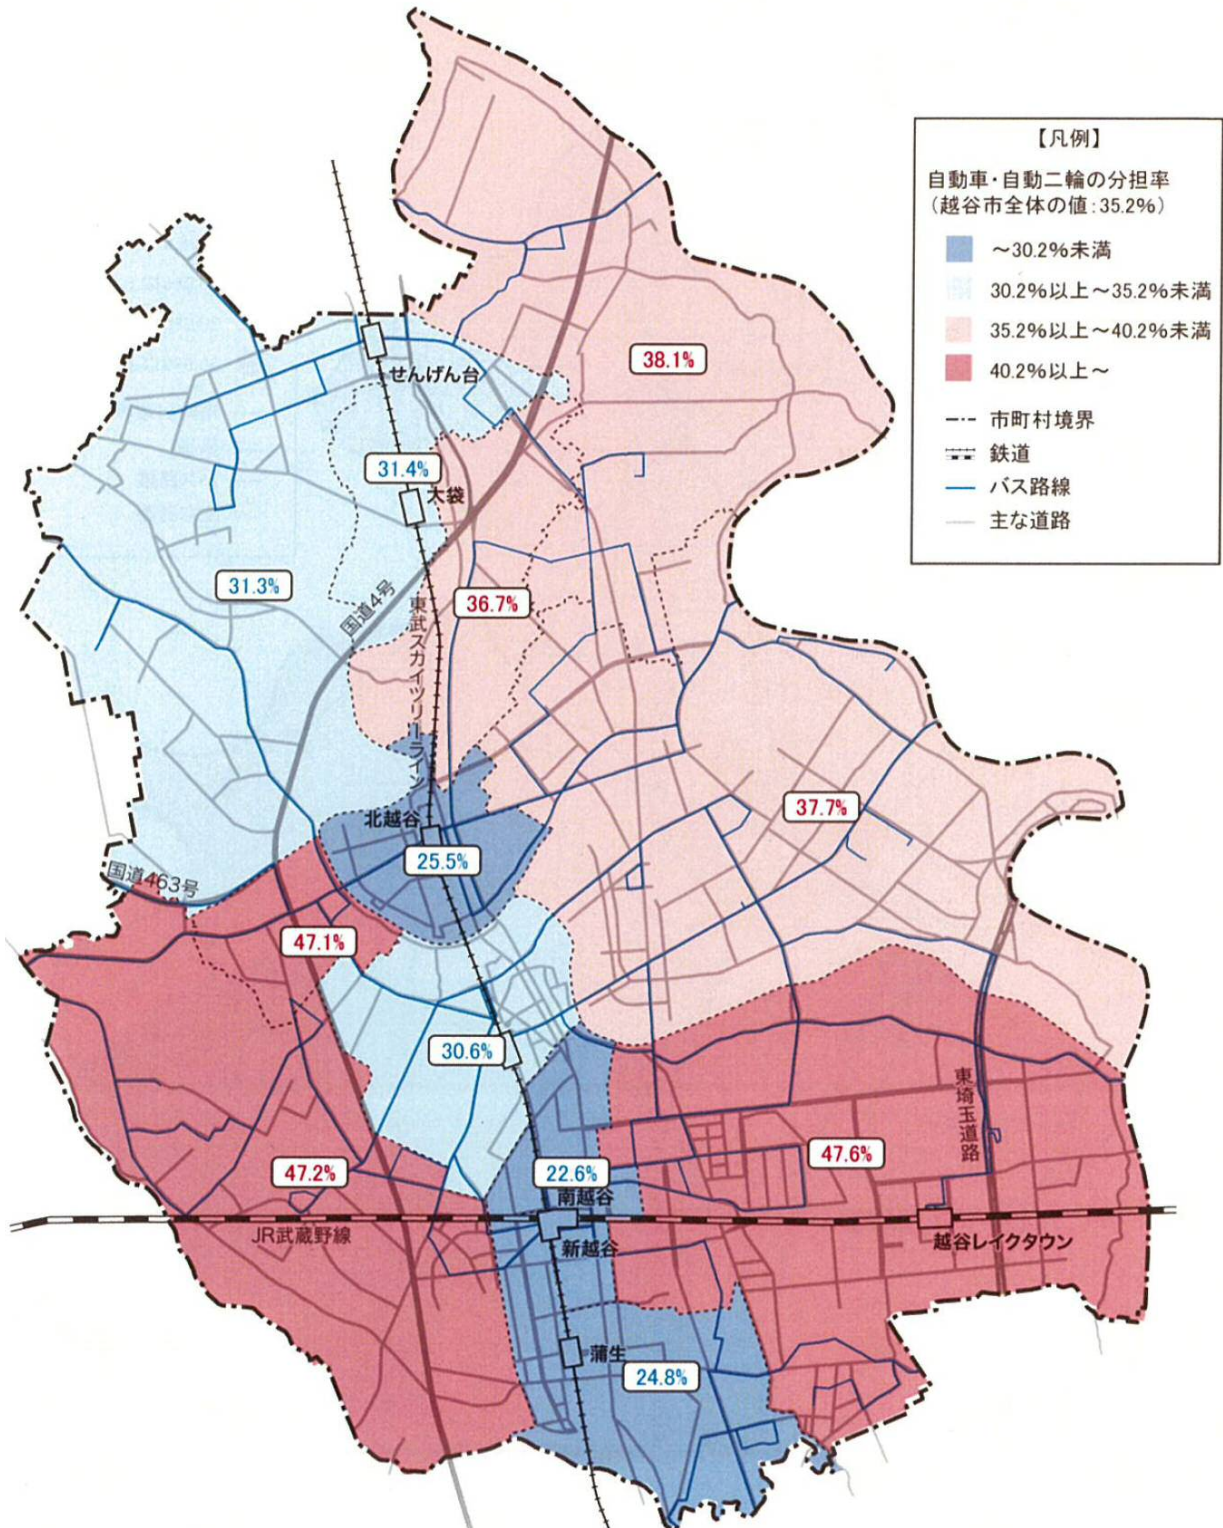 【凡例】
自動車・自動二輪の分担率
(越谷市全体の値:35.2%)
～30.2%未満
30.2%以上～35.2%未満
35.2%以上～40.2%未満
40.2%以上～
市町村境界
鉄道
バス路線
主な道路
38.1%
せんげん台
31.4%
大袋
31.3%
36.7%
国道4号
東武スカイツリーライン
37.7%
北越谷
25.5%
国道463号
47.1%
30.6%
東埼玉道路
47.6%
47.2%
22.6%
南越谷
JR武蔵野線
新越谷
越谷レイクタウン
蒲生
24.8%